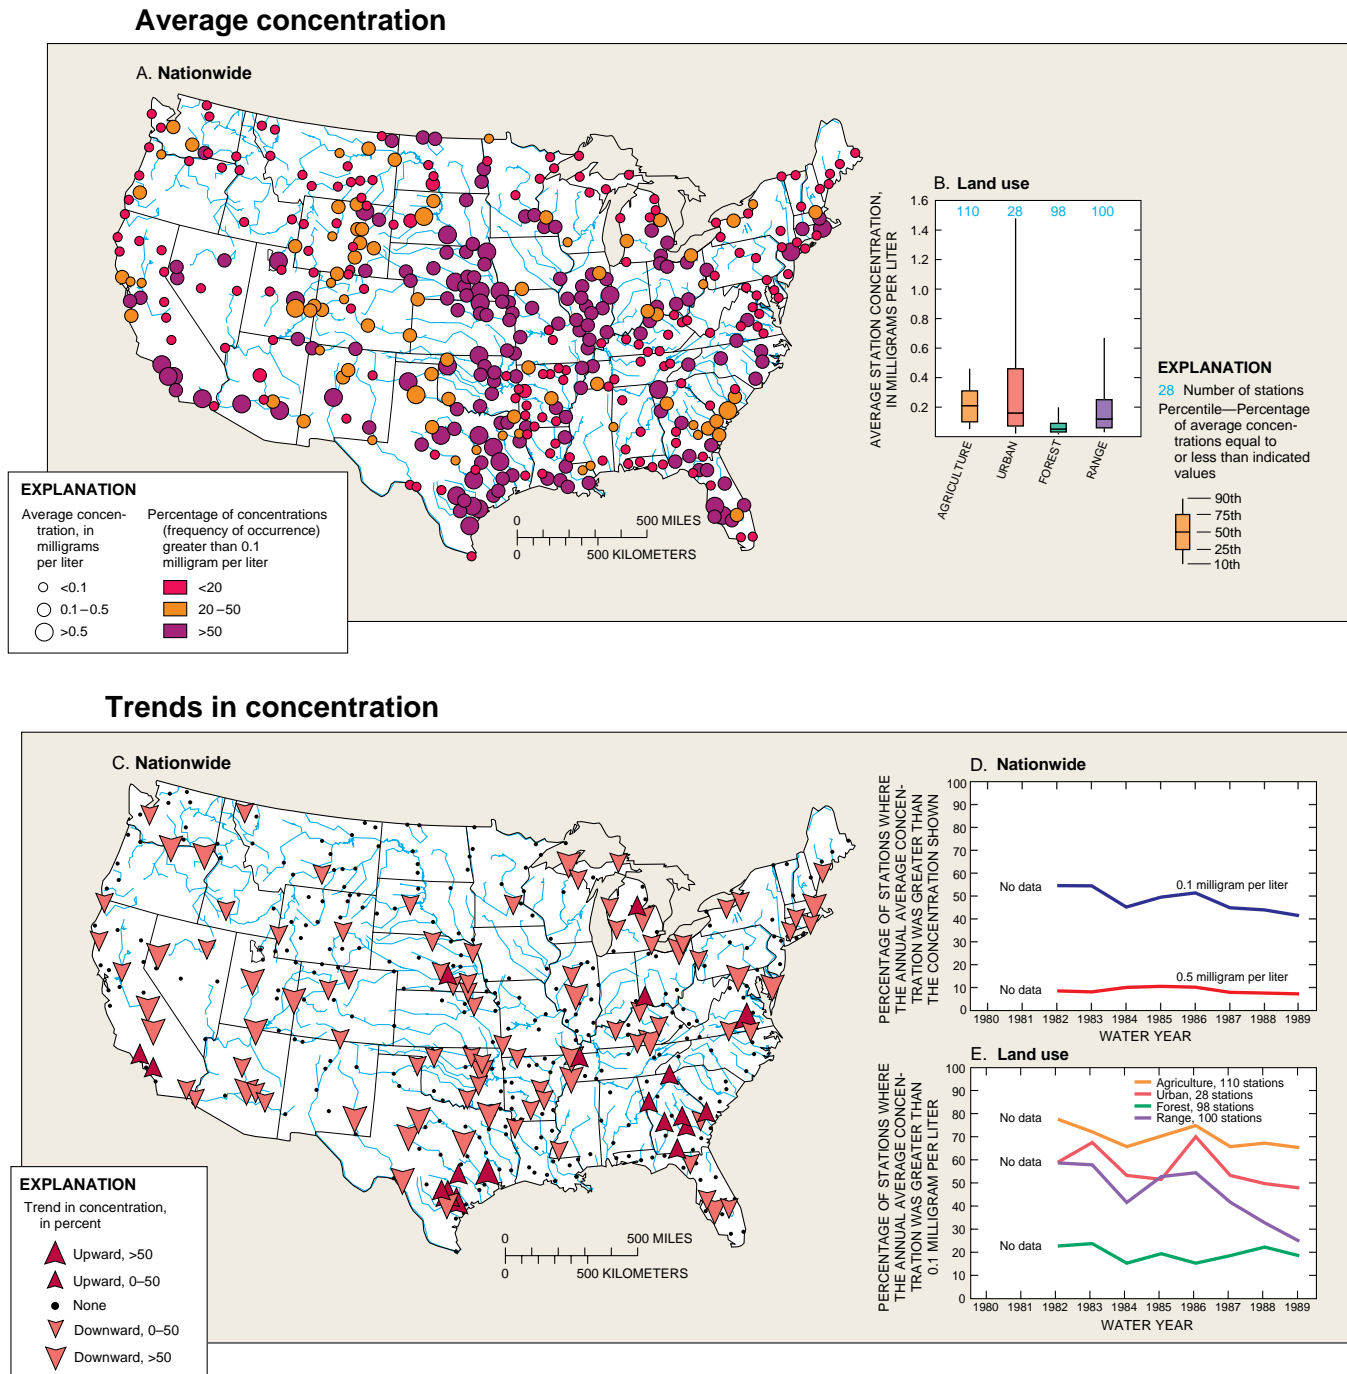 Average concentration
A. Nationwide
B. Land use
AVERAGE STATION CONCENTRATION,
IN MILLIGRAMS PER LITER
1.6
1.4
1.2
1.0
0.8
0.6
0.4
0.2
110 28 98 100
AGRICULTURE
URBAN
FOREST
RANGE
EXPLANATION
28 Number of stations
Percentile—Percentage
of average concen-
trations equal to
or less than indicated
values
90th
75th
50th
25th
10th
0 500 MILES
0 500 KILOMETERS
EXPLANATION
Average concen-
tration, in
milligrams
per liter
<0.1
0.1–0.5
>0.5
Percentage of concentrations
(frequency of occurrence)
greater than 0.1
milligram per liter
<20
20–50
>50
Trends in concentration
C. Nationwide
0 500 MILES
0 500 KILOMETERS
EXPLANATION
Trend in concentration,
in percent
Upward, >50
Upward, 0–50
None
Downward, 0–50
Downward, >50
D. Nationwide
PERCENTAGE OF STATIONS WHERE
THE ANNUAL AVERAGE CONCEN-
TRATION WAS GREATER THAN
THE CONCENTRATION SHOWN
100
90
80
70
60
50
40
30
20
10
0
No data
0.1 milligram per liter
No data
0.5 milligram per liter
1980 1981 1982 1983 1984 1985 1986 1987 1988 1989
WATER YEAR
E. Land use
PERCENTAGE OF STATIONS WHERE
THE ANNUAL AVERAGE CONCEN-
TRATION WAS GREATER THAN
0.1 MILLIGRAM PER LITER
100
90
80
70
60
50
40
30
20
10
0
Agriculture, 110 stations
Urban, 28 stations
Forest, 98 stations
Range, 100 stations
No data
No data
No data
1980 1981 1982 1983 1984 1985 1986 1987 1988 1989
WATER YEAR